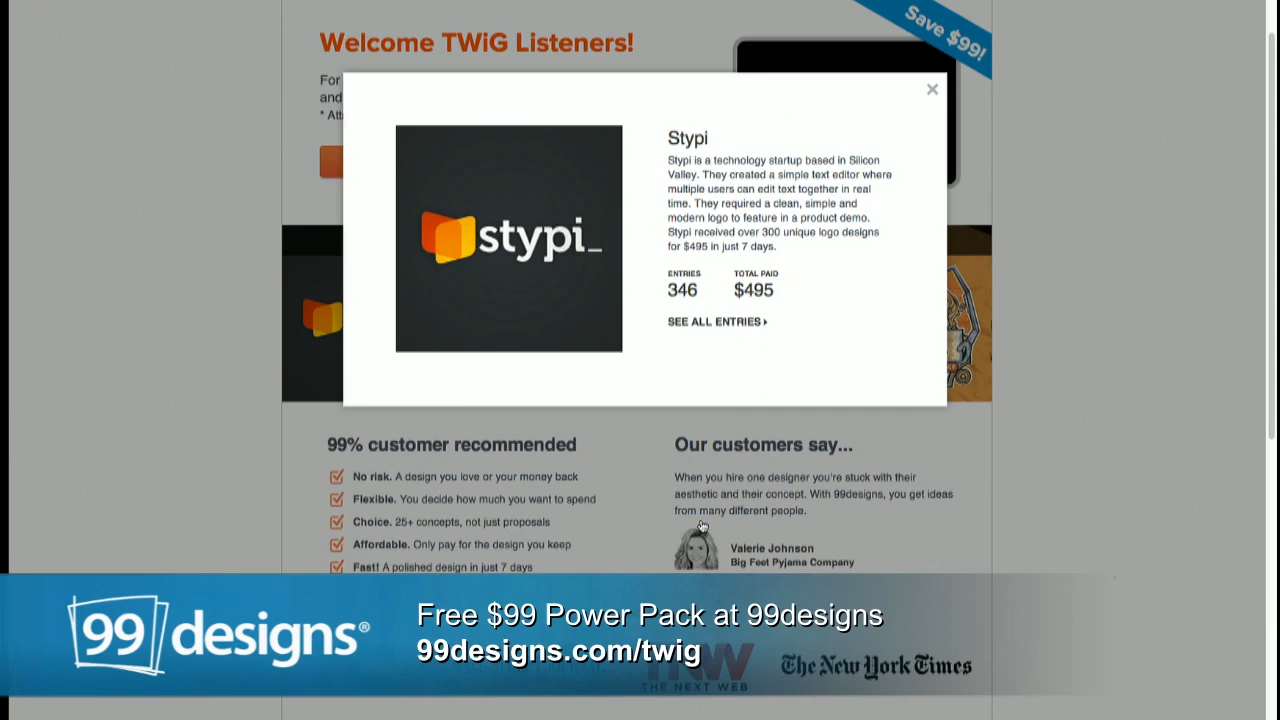 Welcome TWiG Listeners!
Save $99!
For
and
* Att
stypi_
Stypi
Stypi is a technology startup based in Silicon
Valley. They created a simple text editor where
multiple users can edit text together in real
time. They required a clean, simple and
modern logo to feature in a product demo.
Stypi received over 300 unique logo designs
for $495 in just 7 days.
ENTRIES TOTAL PAID
346 $495
SEE ALL ENTRIES
99% customer recommended
No risk. A design you love or your money back
Flexible. You decide how much you want to spend
Choice. 25+ concepts, not just proposals
Affordable. Only pay for the design you keep
Fast! A polished design in just 7 days
Our customers say...
When you hire one designer you're stuck with their
aesthetic and their concept. With 99designs, you get ideas
from many different people.
Valerie Johnson
Big Feet Pyjama Company
99designs®
Free $99 Power Pack at 99designs
99designs.com/twig
TNW
THE NEXT WEB
The New York Times